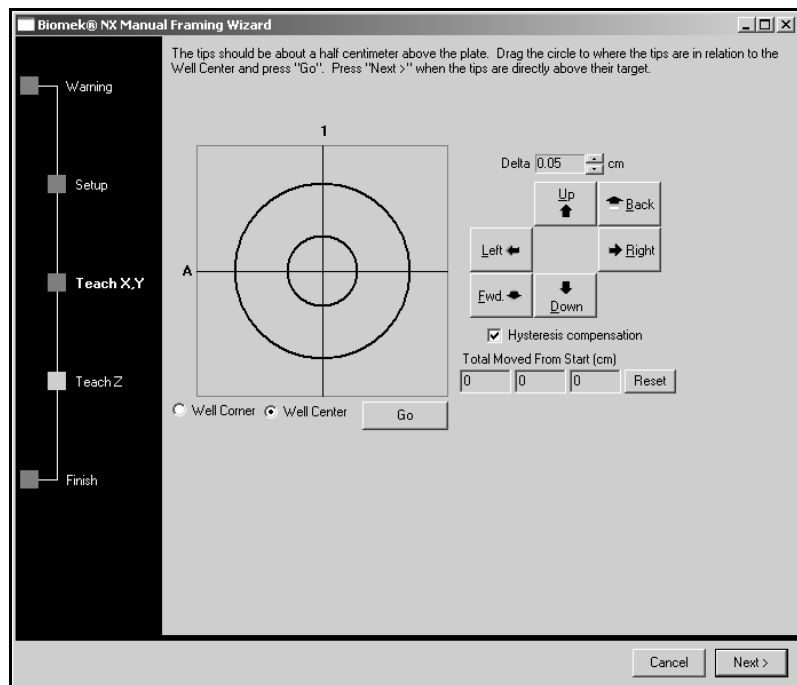 Biomek® NX Manual Framing Wizard
The tips should be about a half centimeter above the plate. Drag the circle to where the tips are in relation to the
Well Center and press "Go". Press "Next >" when the tips are directly above their target.
Warning
Setup
Teach X,Y
Teach Z
Finish
1
A
Well Corner Well Center Go
Delta 0.05 cm
Up Back
Left Right
Fwd. Down
Hysteresis compensation
Total Moved From Start (cm)
0 0 0 Reset
Cancel Next >